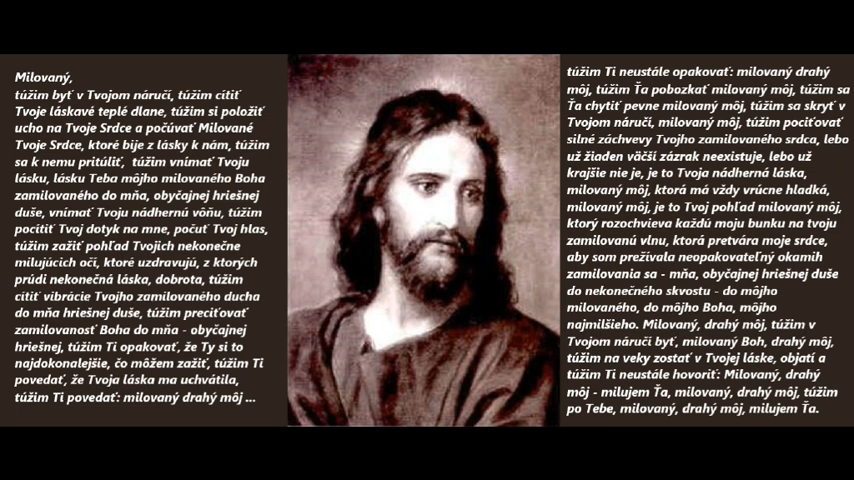 Milovaný,
túžim byť v Tvojom náručí, túžim cítiť
Tvoje láskavé teplé dlane, túžim si položiť
ucho na Tvoje Srdce a počúvať Milované
Tvoje Srdce, ktoré bije z lásky k nám, túžim
sa k nemu pritúliť, túžim vnímať Tvoju
lásku, lásku Teba môjho milovaného Boha
zamilovaného do mňa, obyčajnej hriešnej
duše, vnímať Tvoju nádhernú vôňu, túžim
pocítiť Tvoj dotyk na mne, počuť Tvoj hlas,
túžim zažiť pohľad Tvojich nekonečne
milujúcich očí, ktoré uzdravujú, z ktorých
prúdi nekonečná láska, dobrota, túžim
cítiť vibrácie Tvojho zamilovaného ducha
do mňa hriešnej duše, túžim preciťovať
zamilovanosť Boha do mňa - obyčajnej
hriešnej, túžim Ti opakovať, že Ty si to
najdokonalejšie, čo môžem zažiť, túžim Ti
povedať, že Tvoja láska ma uchvátila,
túžim Ti povedať: milovaný drahý môj ...
túžim Ti neustále opakovať: milovaný drahý
môj, túžim Ťa pobozkať milovaný môj, túžim sa
Ťa chytiť pevne milovaný môj, túžim sa skryť v
Tvojom náručí, milovaný môj, túžim pociťovať
silné záchvevy Tvojho zamilovaného srdca, lebo
už žiaden väčší zázrak neexistuje, lebo už
krajšie nie je, je to Tvoja nádherná láska,
milovaný môj, ktorá má vždy vrúcne hladká,
milovaný môj, je to Tvoj pohľad milovaný môj,
ktorý rozochvieva každú moju bunku na tvoju
zamilovanú vlnu, ktorá pretvára moje srdce,
aby som prežívala neopakovateľný okamih
zamilovania sa - mňa, obyčajnej hriešnej duše
do nekonečného skvostu - do môjho
milovaného, do môjho Boha, môjho
najmilšieho. Milovaný, drahý môj, túžim v
Tvojom náručí byť, milovaný Boh, drahý môj,
túžim na veky zostať v Tvojej láske, objatí a
túžim Ti neustále hovoriť: Milovaný, drahý
môj - milujem Ťa, milovaný, drahý môj, túžim
po Tebe, milovaný, drahý môj, milujem Ťa.